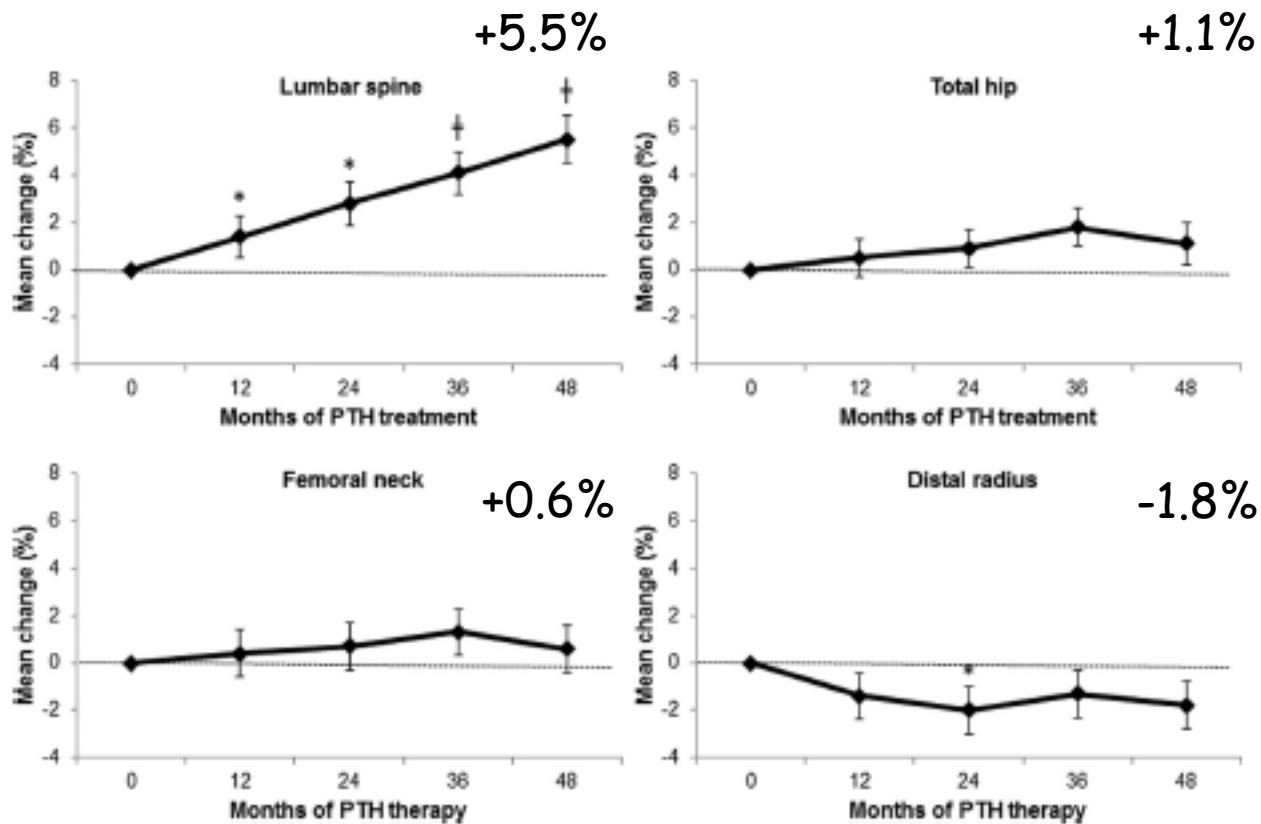 +5.5%
Lumbar spine
Mean change (%)
8
6
4
2
0
-2
-4
* * ‡ ‡
0 12 24 36 48
Months of PTH treatment
+1.1%
Total hip
Mean change (%)
8
6
4
2
0
-2
-4
0 12 24 36 48
Months of PTH treatment
Femoral neck
+0.6%
Mean change (%)
8
6
4
2
0
-2
-4
0 12 24 36 48
Months of PTH therapy
Distal radius
-1.8%
Mean change (%)
8
6
4
2
0
-2
-4
*
0 12 24 36 48
Months of PTH therapy